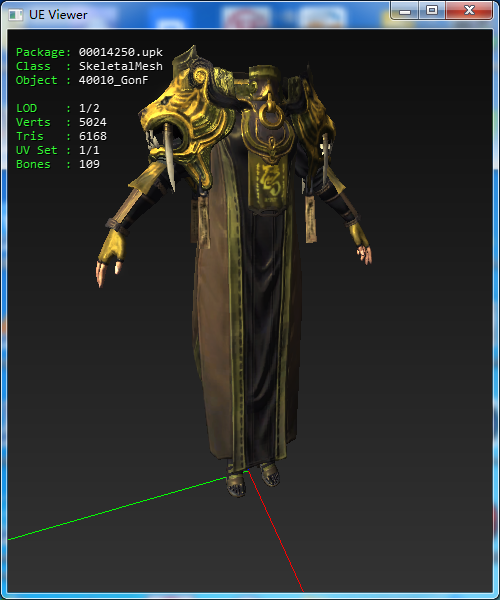 UE Viewer
Package: 00014250.upk
Class : SkeletalMesh
Object : 40010_GonF
LOD : 1/2
Verts : 5024
Tris : 6168
UV Set : 1/1
Bones : 109